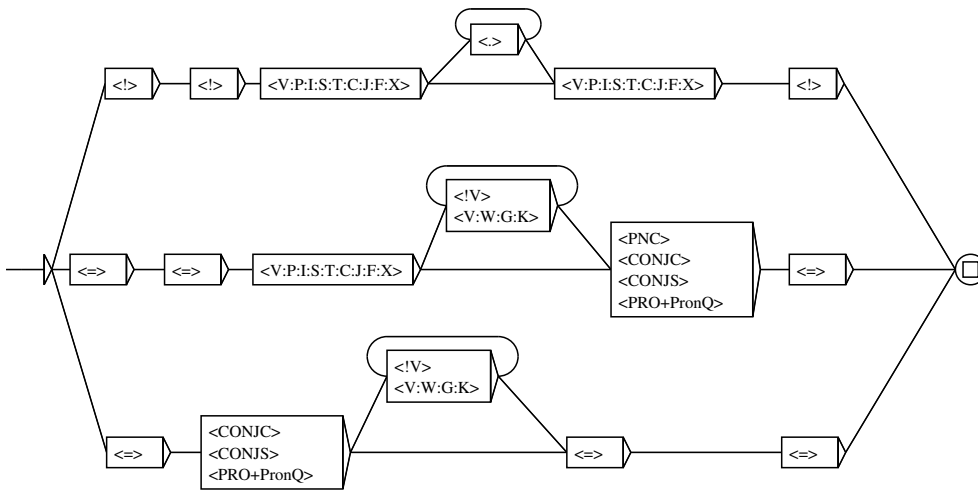 <.>
<!> <!> <V:P:I:S:T:C:J:F:X> <V:P:I:S:T:C:J:F:X> <!>
<!V>
<V:W:G:K>
<=> <=> <V:P:I:S:T:C:J:F:X> <=>
<PNC>
<CONJC>
<CONJS>
<PRO+PronQ>
<!V>
<V:W:G:K>
<=> <=> <=>
<CONJC>
<CONJS>
<PRO+PronQ>